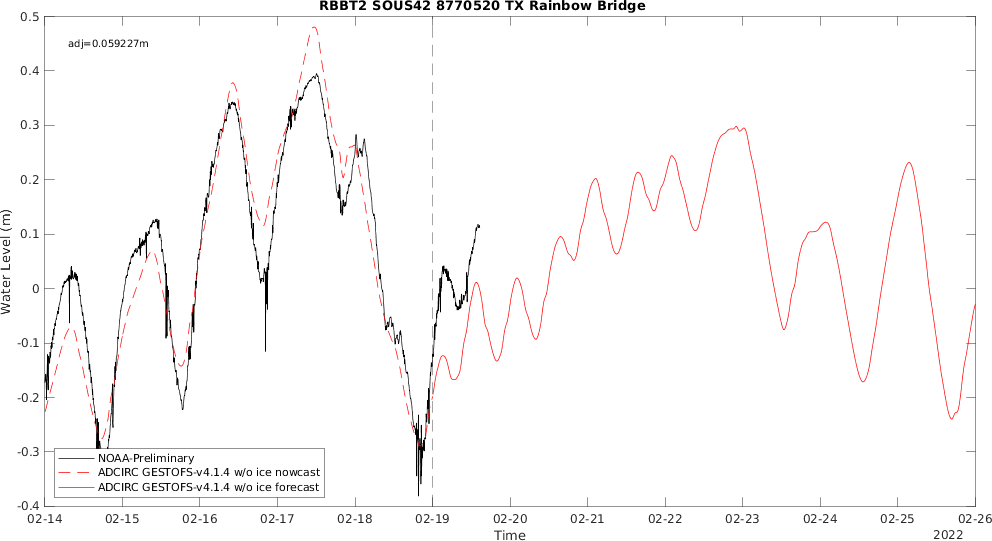 RBBT2 SOUS42 8770520 TX Rainbow Bridge
adj=0.059227m
Water Level (m)
0.5
0.4
0.3
0.2
0.1
0
-0.1
-0.2
-0.3
-0.4
NOAA-Preliminary
ADCIRC GESTOFS-v4.1.4 w/o ice nowcast
ADCIRC GESTOFS-v4.1.4 w/o ice forecast
02-14 02-15 02-16 02-17 02-18 02-19 02-20 02-21 02-22 02-23 02-24 02-25 02-26
Time
2022